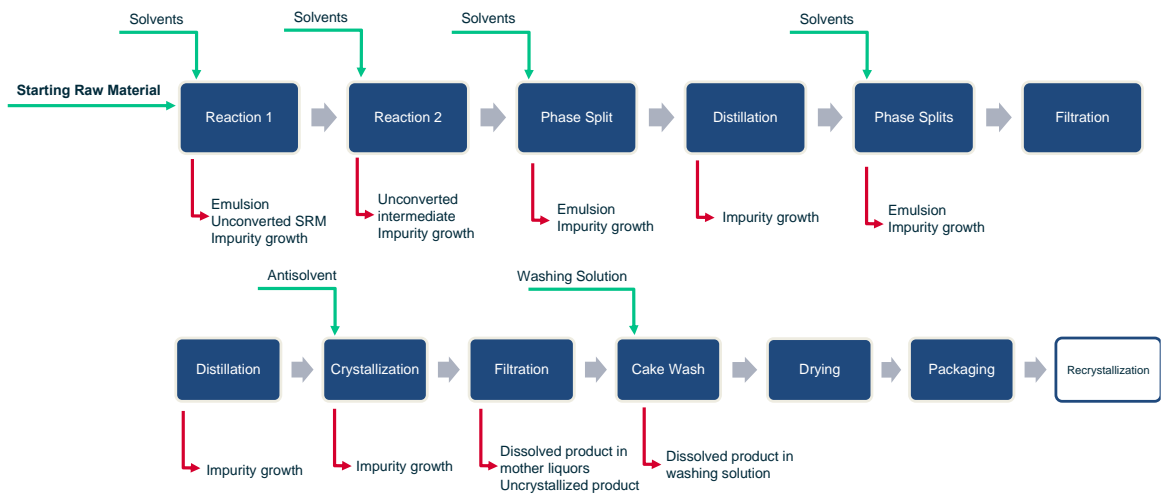 Solvents
Solvents
Solvents
Solvents
Starting Raw Material
Reaction 1
Reaction 2
Phase Split
Distillation
Phase Splits
Filtration
Emulsion
Unconverted SRM
Impurity growth
Unconverted
intermediate
Impurity growth
Emulsion
Impurity growth
Impurity growth
Emulsion
Impurity growth
Antisolvent
Washing Solution
Distillation
Crystallization
Filtration
Cake Wash
Drying
Packaging
Recrystallization
Impurity growth
Impurity growth
Dissolved product in
mother liquors
Uncrystallized product
Dissolved product in
washing solution